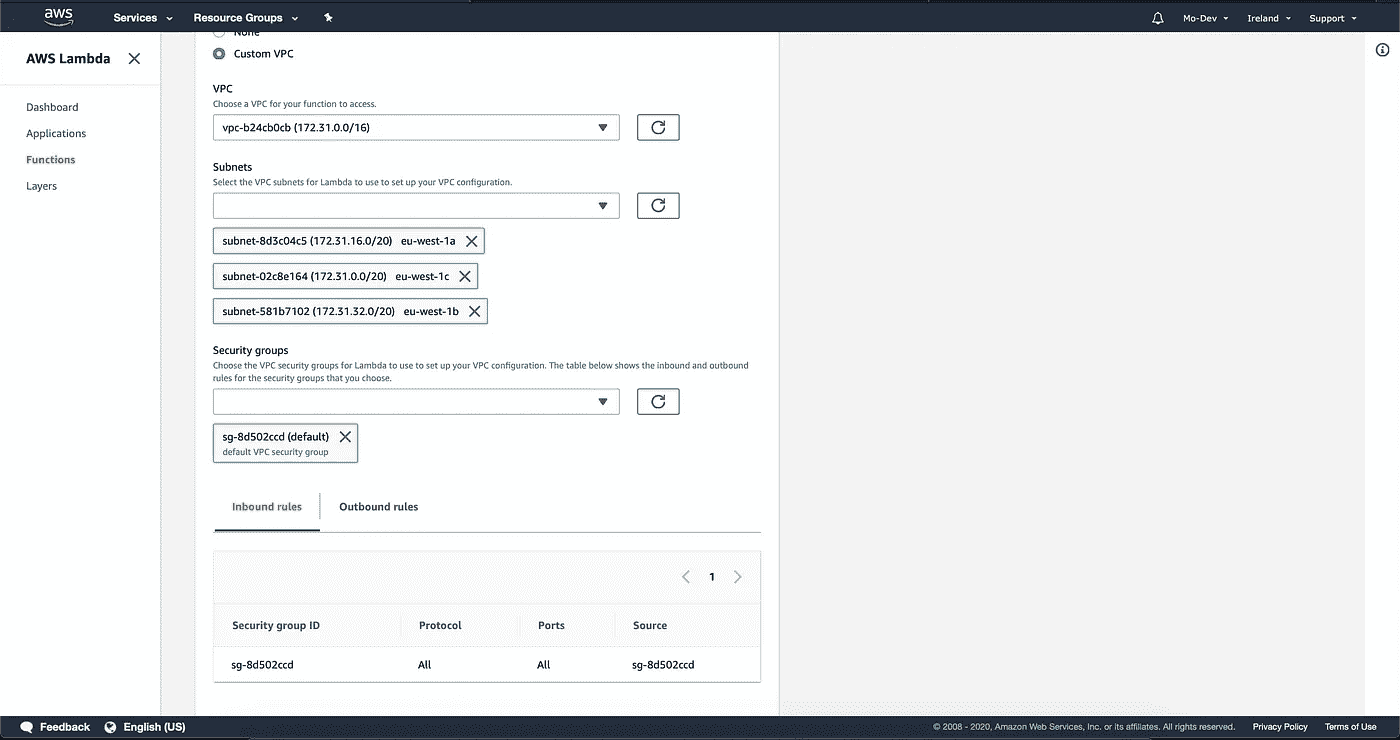 aws
Services
Resource Groups
Mo-Dev
Ireland
Support
AWS Lambda
Dashboard
Applications
Functions
Layers
None
Custom VPC
VPC
Choose a VPC for your function to access.
vpc-b24cb0cb (172.31.0.0/16)
Subnets
Select the VPC subnets for Lambda to use to set up your VPC configuration.
subnet-8d3c04c5 (172.31.16.0/20) eu-west-1a
subnet-02c8e164 (172.31.0.0/20) eu-west-1c
subnet-581b7102 (172.31.32.0/20) eu-west-1b
Security groups
Choose the VPC security groups for Lambda to use to set up your VPC configuration. The table below shows the inbound and outbound
rules for the security groups that you choose.
sg-8d502ccd (default)
default VPC security group
Inbound rules
Outbound rules
1
Security group ID Protocol Ports Source
sg-8d502ccd All All sg-8d502ccd
Feedback
English (US)
© 2008 - 2020, Amazon Web Services, Inc. or its affiliates. All rights reserved.
Privacy Policy
Terms of Use